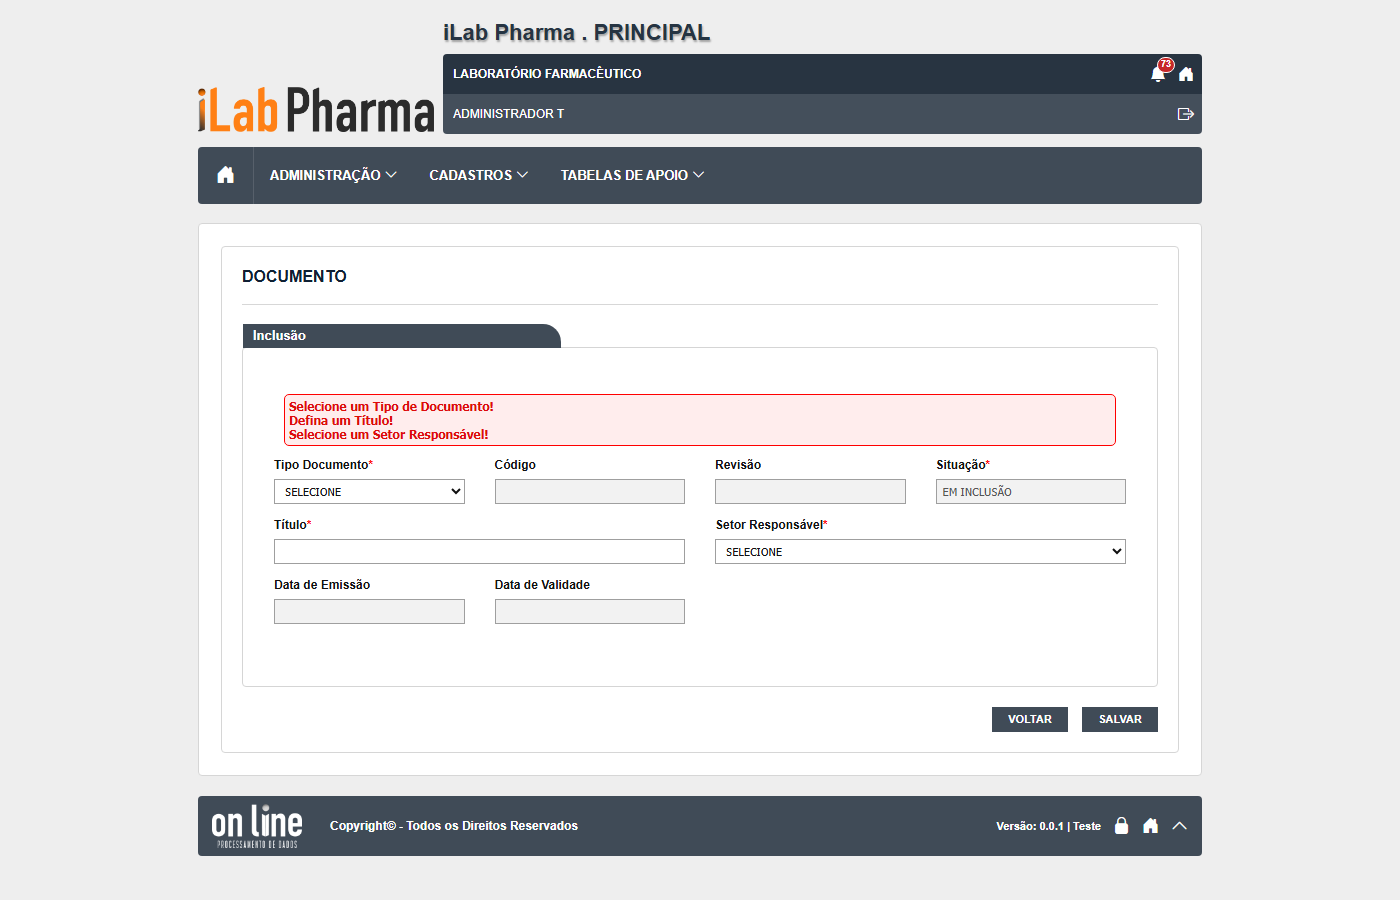 iLab Pharma . PRINCIPAL
iLab Pharma
LABORATÓRIO FARMACÊUTICO
73
ADMINISTRADOR T
ADMINISTRAÇÃO
CADASTROS
TABELAS DE APOIO
DOCUMENTO
Inclusão
Selecione um Tipo de Documento!
Defina um Título!
Selecione um Setor Responsável!
Tipo Documento*
Código
Revisão
Situação*
SELECIONE
EM INCLUSÃO
Título*
Setor Responsável*
SELECIONE
Data de Emissão
Data de Validade
VOLTAR
SALVAR
on line
PROCESSAMENTO DE DADOS
Copyright© - Todos os Direitos Reservados
Versão: 0.0.1 | Teste